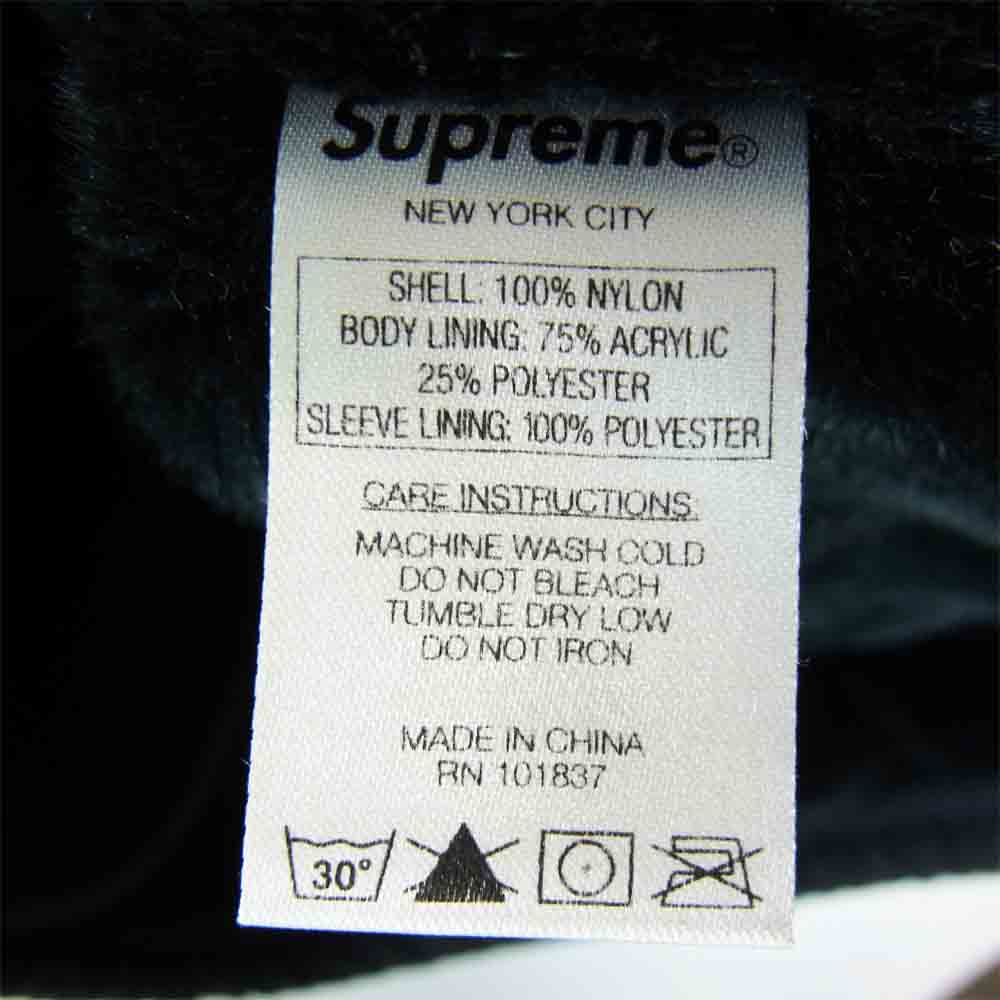 Supreme®
NEW YORK CITY
SHELL: 100% NYLON
BODY LINING: 75% ACRYLIC
25% POLYESTER
SLEEVE LINING: 100% POLYESTER
CARE INSTRUCTIONS
MACHINE WASH COLD
DO NOT BLEACH
TUMBLE DRY LOW
DO NOT IRON
MADE IN CHINA
RN 101837
30°